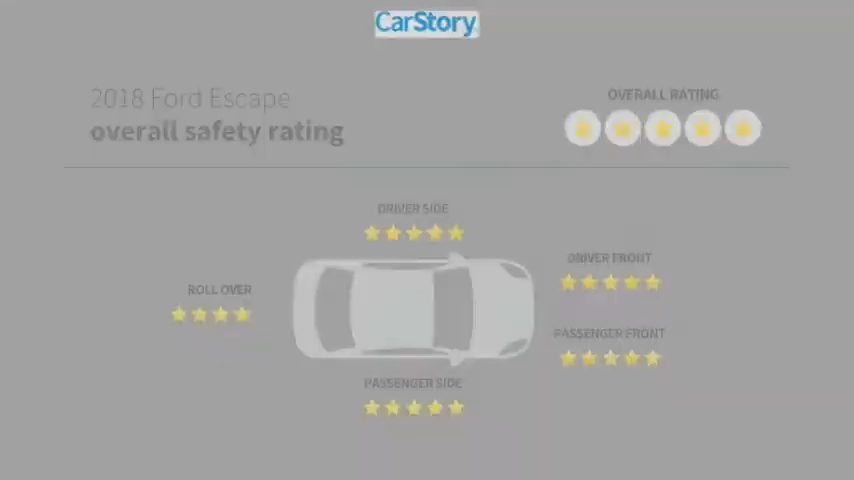 CarStory
2018 Ford Escape
overall safety rating
OVERALL RATING
DRIVER SIDE
DRIVER FRONT
ROLL OVER
PASSENGER FRONT
PASSENGER SIDE